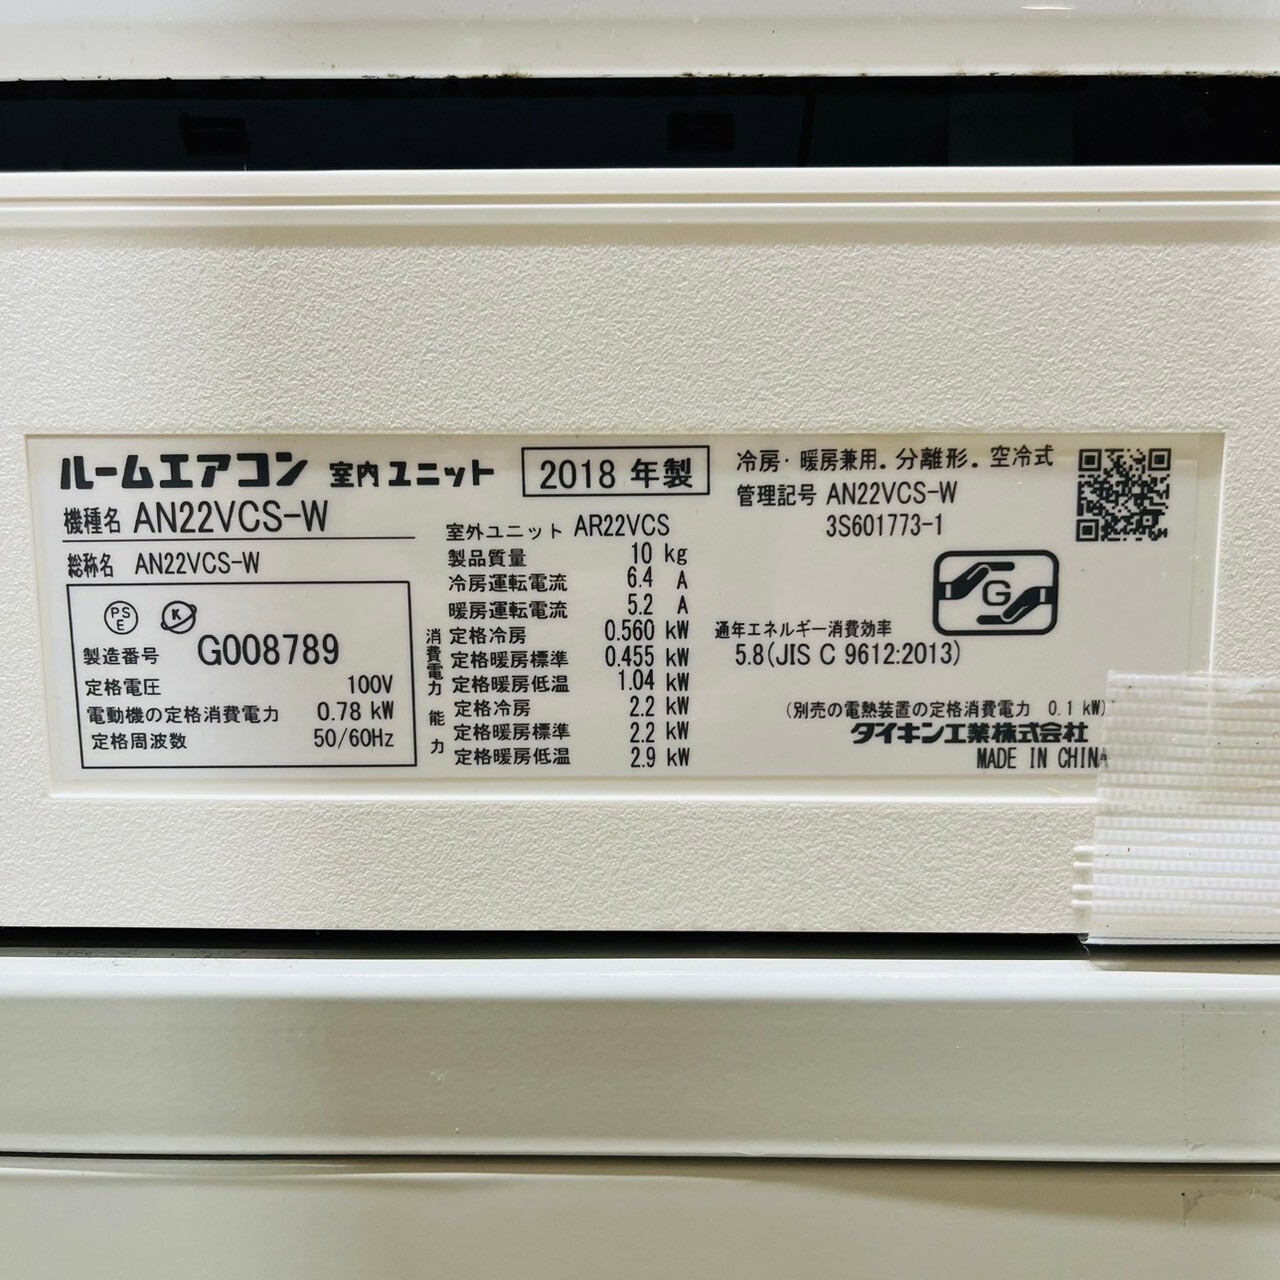 ルームエアコン 室内ユニット
2018 年製
機種名 AN22VCS-W
総称名 AN22VCS-W
PS
E
K
製造番号 G008789
定格電圧 100V
電動機の定格消費電力 0.78 kW
定格周波数 50/60Hz
室外ユニット AR22VCS
製品質量 10 kg
冷房運転電流 6.4 A
暖房運転電流 5.2 A
消費電力
定格冷房 0.560 kW
定格暖房標準 0.455 kW
定格暖房低温 1.04 kW
能力
定格冷房 2.2 kW
定格暖房標準 2.2 kW
定格暖房低温 2.9 kW
冷房・暖房兼用. 分離形. 空冷式
管理記号 AN22VCS-W
3S601773-1
G
通年エネルギー消費効率
5.8(JIS C 9612:2013)
(別売の電熱装置の定格消費電力 0.1 kW)
ダイキン工業株式会社
MADE IN CHINA